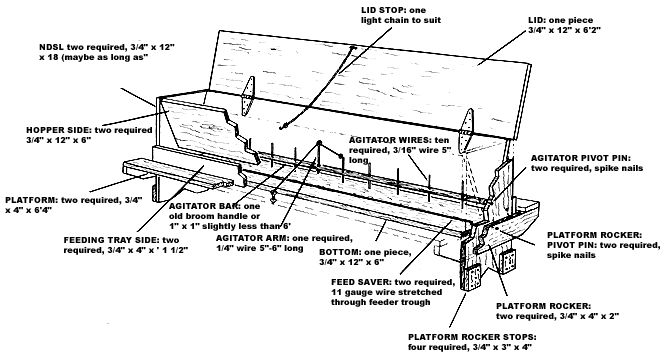 LID STOP: one
light chain to suit
LID: one piece
3/4" x 12" x 6'2"
NDSL two required, 3/4" x 12"
x 18 (maybe as long as"
HOPPER SIDE: two required
3/4" x 12" x 6"
AGITATOR WIRES: ten
required, 3/16" wire 5"
long
AGITATOR PIVOT PIN:
two required, spike nails
PLATFORM: two required, 3/4"
x 4" x 6'4"
AGITATOR BAR: one
old broom handle or
1" x 1" slightly less than 6'
FEEDING TRAY SIDE: two
required, 3/4" x 4" x ' 1 1/2"
AGITATOR ARM: one required,
1/4" wire 5"-6" long
BOTTOM: one piece,
3/4" x 12" x 6"
PLATFORM ROCKER:
PIVOT PIN: two required,
spike nails
FEED SAVER: two required,
11 gauge wire stretched
through feeder trough
PLATFORM ROCKER:
two required, 3/4" x 4" x 2"
PLATFORM ROCKER STOPS:
four required, 3/4" x 3" x 4"